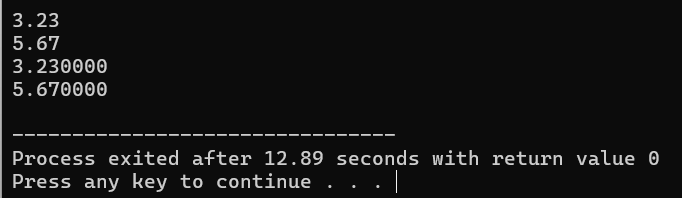 3.23
5.67
3.230000
5.670000
--------------------------------
Process exited after 12.89 seconds with return value 0
Press any key to continue . . .